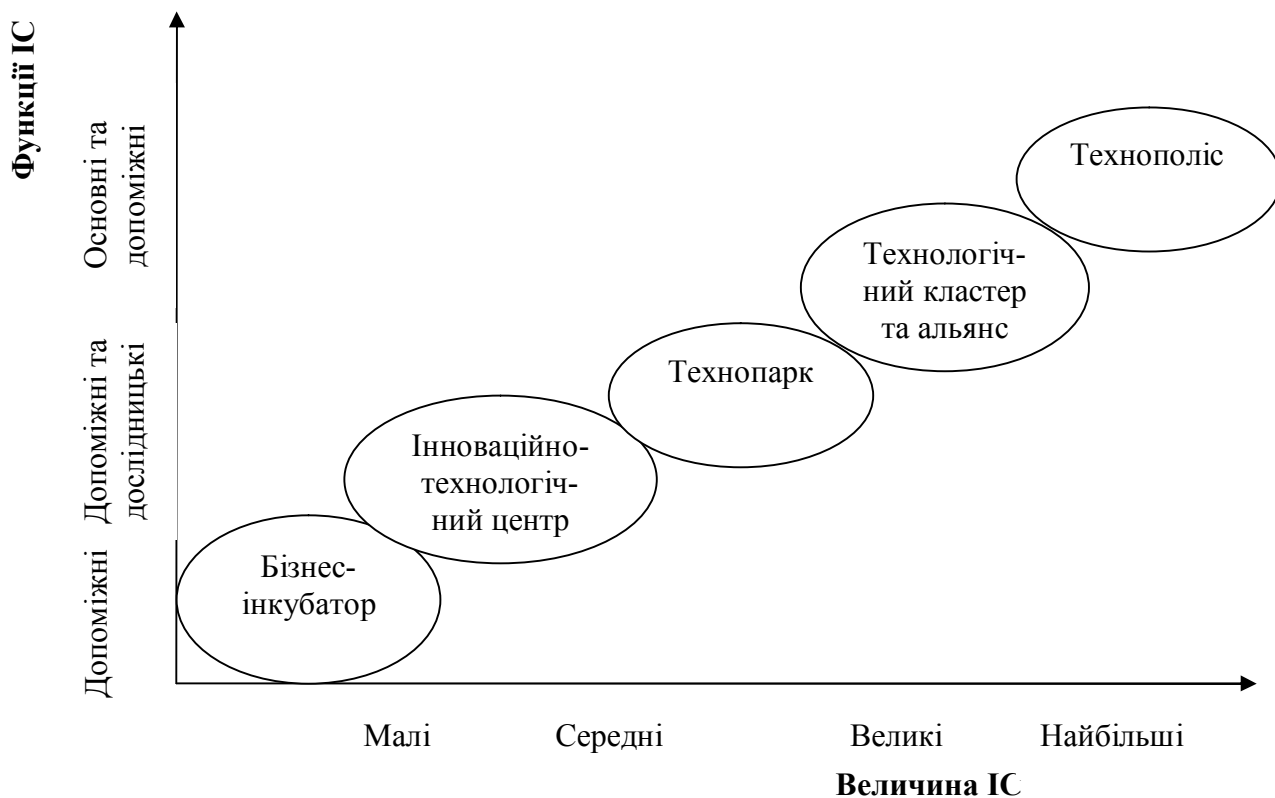 Функції ІС
Основні та
допоміжні
Допоміжні та
дослідницькі
Допоміжні
Технополіс
Технологіч-
ний кластер
та альянс
Технопарк
Інноваційно-
технологіч-
ний центр
Бізнес-
інкубатор
Малі
Середні
Великі
Найбільші
Величина ІС